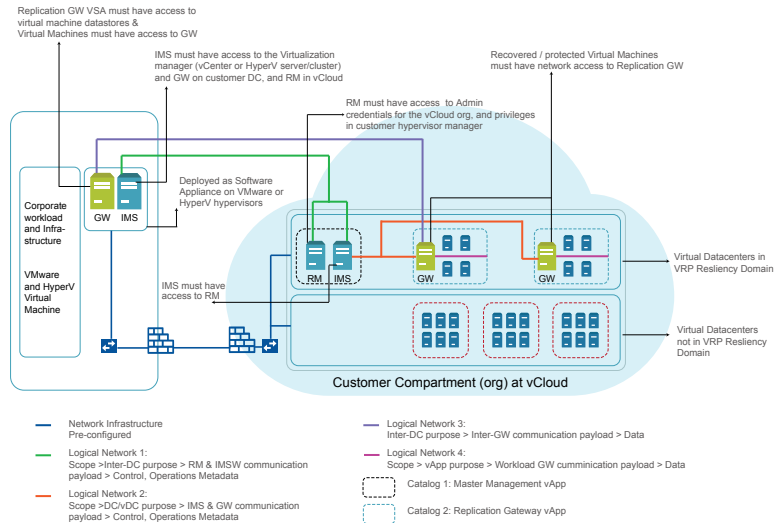 Replication GW VSA must have access to
virtual machine datastores &
Virtual Machines must have access to GW
IMS must have access to the Virtualization
manager (vCenter or HyperV server/cluster)
and GW on customer DC, and RM in vCloud
Recovered / protected Virtual Machines
must have network access to Replication GW
RM must have access to Admin
credentials for the vCloud org, and privileges
in customer hypervisor manager
Deployed as Software
Appliance on VMware or
HyperV hypervisors
GW
IMS
Corporate
workload
and Infra-
structure
VMware
and HyperV
Virtual
Machine
IMS must have
access to RM
RM
IMS
GW
GW
Virtual Datacenters in
VRP Resliency Domain
Virtual Datacenters
not in VRP Resliency
Domain
Customer Compartment (org) at vCloud
Network Infrastructure
Pre-configured
Logical Network 1:
Scope >Inter-DC purpose > RM & IMSW communication
payload > Control, Operations Metadata
Logical Network 2:
Scope >DC/vDC purpose > IMS & GW communication
payload > Control, Operations Metadata
Logical Network 3:
Inter-DC purpose > Inter-GW communication payload > Data
Logical Network 4:
Scope > vApp purpose > Workload GW cumminication payload > Data
Catalog 1: Master Management vApp
Catalog 2: Replication Gateway vApp